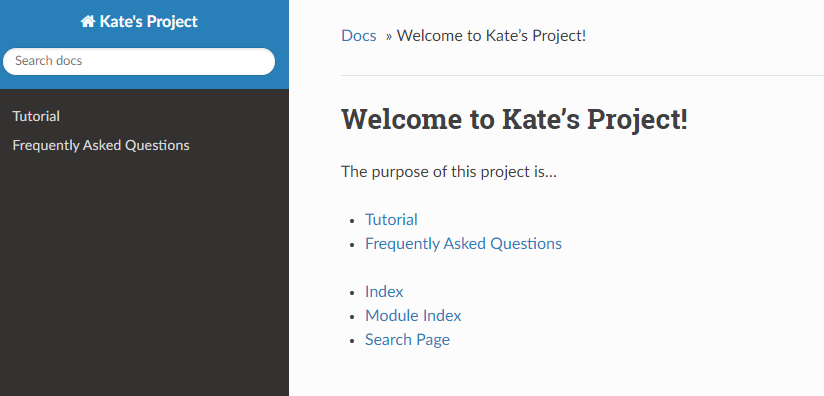 Kate's Project
Search docs
Tutorial
Frequently Asked Questions
Docs » Welcome to Kate’s Project!
Welcome to Kate’s Project!
The purpose of this project is…
• Tutorial
• Frequently Asked Questions
• Index
• Module Index
• Search Page